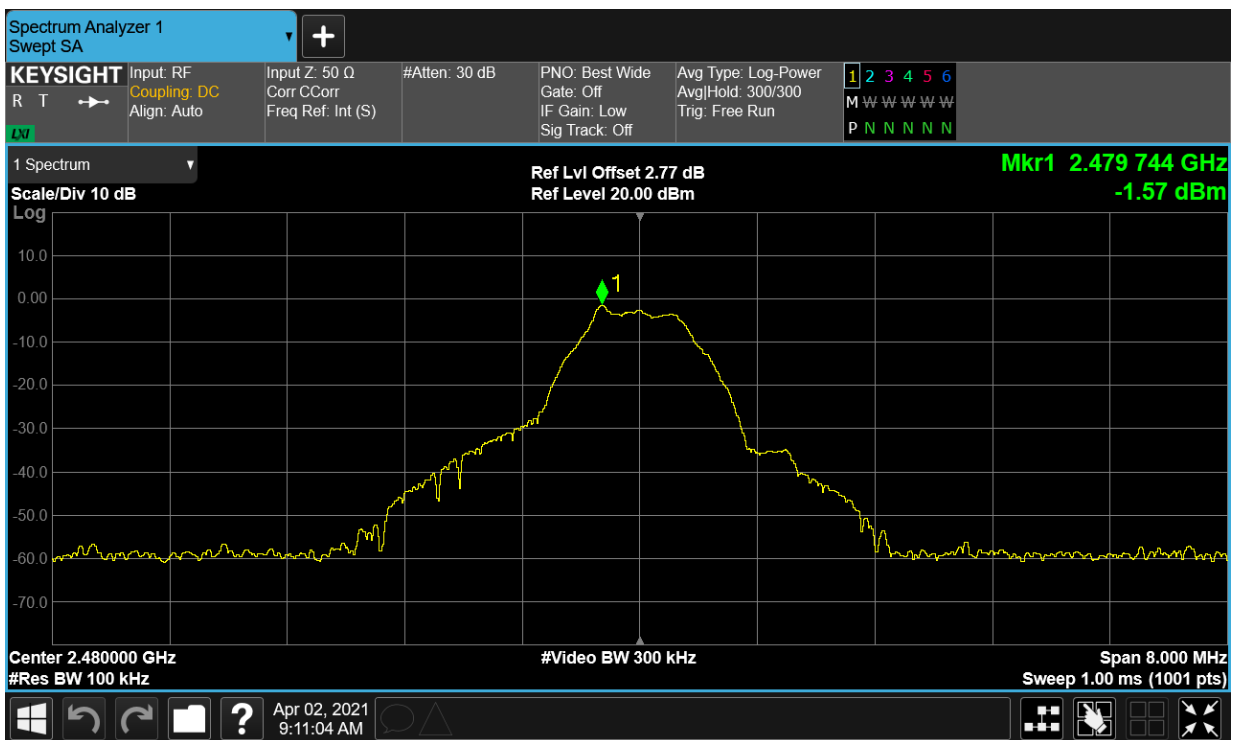 Spectrum Analyzer 1
Swept SA
KEYSIGHT
R T
LXI
Input: RF
Coupling: DC
Align: Auto
Input Z: 50 Ω
Corr CCorr
Freq Ref: Int (S)
#Atten: 30 dB
PNO: Best Wide
Gate: Off
IF Gain: Low
Sig Track: Off
Avg Type: Log-Power
Avg|Hold: 300/300
Trig: Free Run
1 2 3 4 5 6
M W W W W W
P N N N N N
1 Spectrum
Scale/Div 10 dB
Log
Ref Lvl Offset 2.77 dB
Ref Level 20.00 dBm
Mkr1 2.479 744 GHz
-1.57 dBm
1
10.0
0.00
-10.0
-20.0
-30.0
-40.0
-50.0
-60.0
-70.0
Center 2.480000 GHz
#Res BW 100 kHz
#Video BW 300 kHz
Span 8.000 MHz
Sweep 1.00 ms (1001 pts)
?
Apr 02, 2021
9:11:04 AM